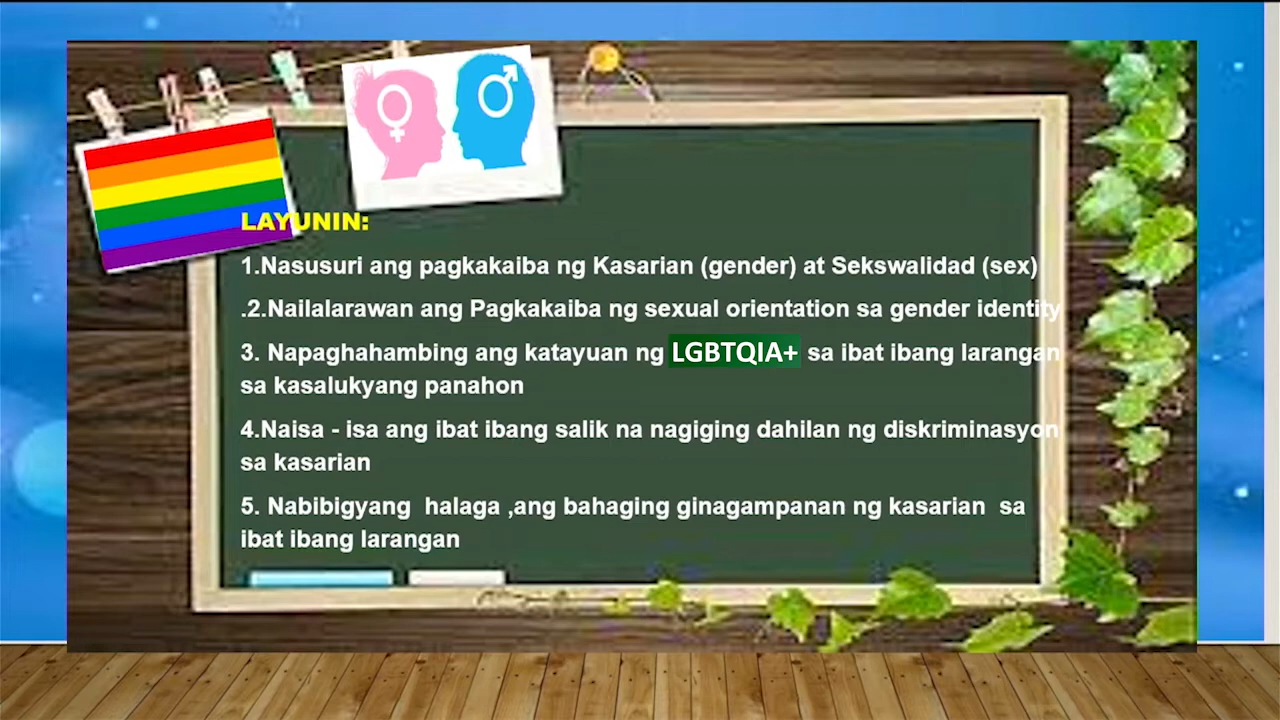 LAYUNIN:
1.Nasusuri ang pagkakaiba ng Kasarian (gender) at Sekswalidad (sex)
.2.Nailalarawan ang Pagkakaiba ng sexual orientation sa gender identity
3. Napaghahambing ang katayuan ng LGBTQIA+ sa ibat ibang larangan
sa kasalukyang panahon
4.Naisa - isa ang ibat ibang salik na nagiging dahilan ng diskriminasyon
sa kasarian
5. Nabibigyang  halaga ,ang bahaging ginagampanan ng kasarian  sa
ibat ibang larangan